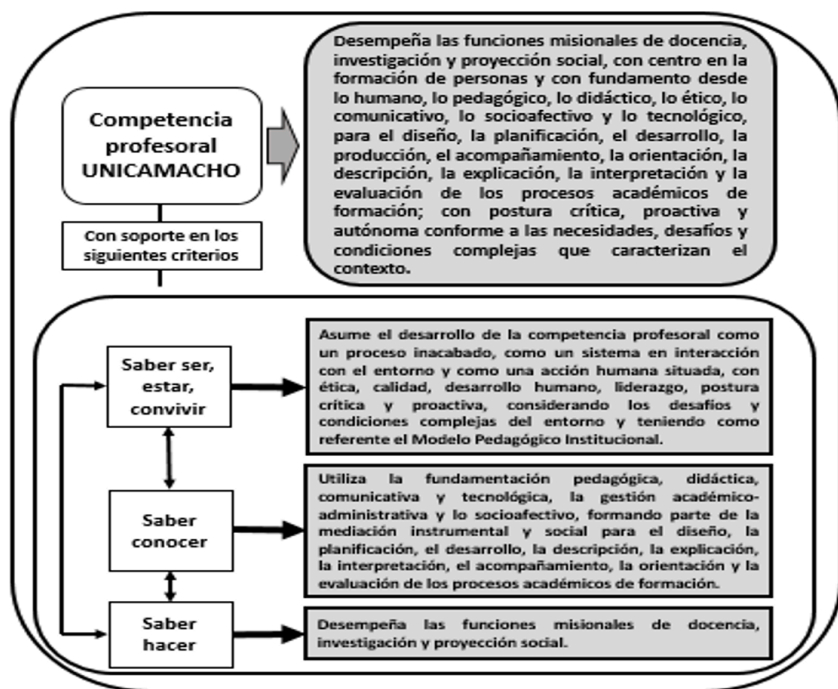 Competencia
profesoral
UNICAMACHO
Desempeña las funciones misionales de docencia,
investigación y proyección social, con centro en la
formación de personas y con fundamento desde
lo humano, lo pedagógico, lo didáctico, lo ético, lo
comunicativo, lo socioafectivo y lo tecnológico,
para el diseño, la planificación, el desarrollo, la
producción, el acompañamiento, la orientación, la
descripción, la explicación, la interpretación y la
evaluación de los procesos académicos de
formación; con postura crítica, proactiva y
autónoma conforme a las necesidades, desafíos y
condiciones complejas que caracterizan el
contexto.
Con soporte en los
siguientes criterios
Saber ser,
estar,
convivir
Asume el desarrollo de la competencia profesoral como
un proceso inacabado, como un sistema en interacción
con el entorno y como una acción humana situada, con
ética, calidad, desarrollo humano, liderazgo, postura
crítica y proactiva, considerando los desafíos y
condiciones complejas del entorno y teniendo como
referente el Modelo Pedagógico Institucional.
Saber
conocer
Utiliza la fundamentación pedagógica, didáctica,
comunicativa y tecnológica, la gestión académico-
administrativa y lo socioafectivo, formando parte de la
mediación instrumental y social para el diseño, la
planificación, el desarrollo, la descripción, la explicación,
la interpretación, el acompañamiento, la orientación y la
evaluación de los procesos académicos de formación.
Saber
hacer
Desempeña las funciones misionales de docencia,
investigación y proyección social.